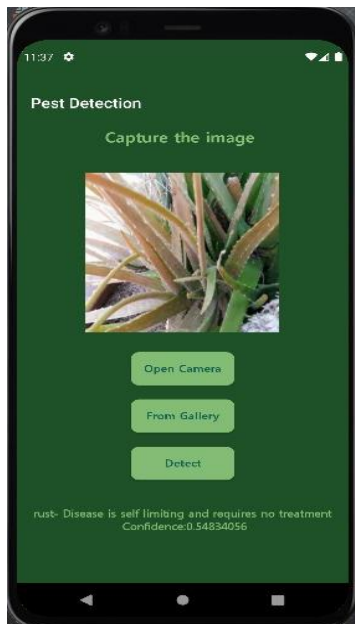 11:37
Pest Detection
Capture the image
Open Camera
From Gallery
Detect
rust- Disease is self limiting and requires no treatment
Confidence:0.54834056